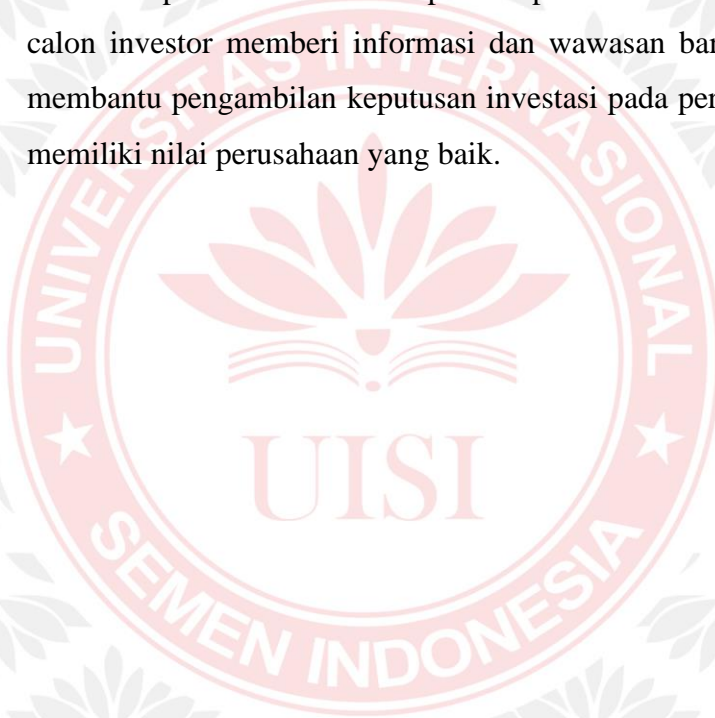 calon investor memberi informasi dan wawasan
membantu pengambilan keputusan investasi pada
memiliki nilai perusahaan yang baik.
UNIVERSITAS INTERNASIONAL
UISI
SEMEN INDONESIA